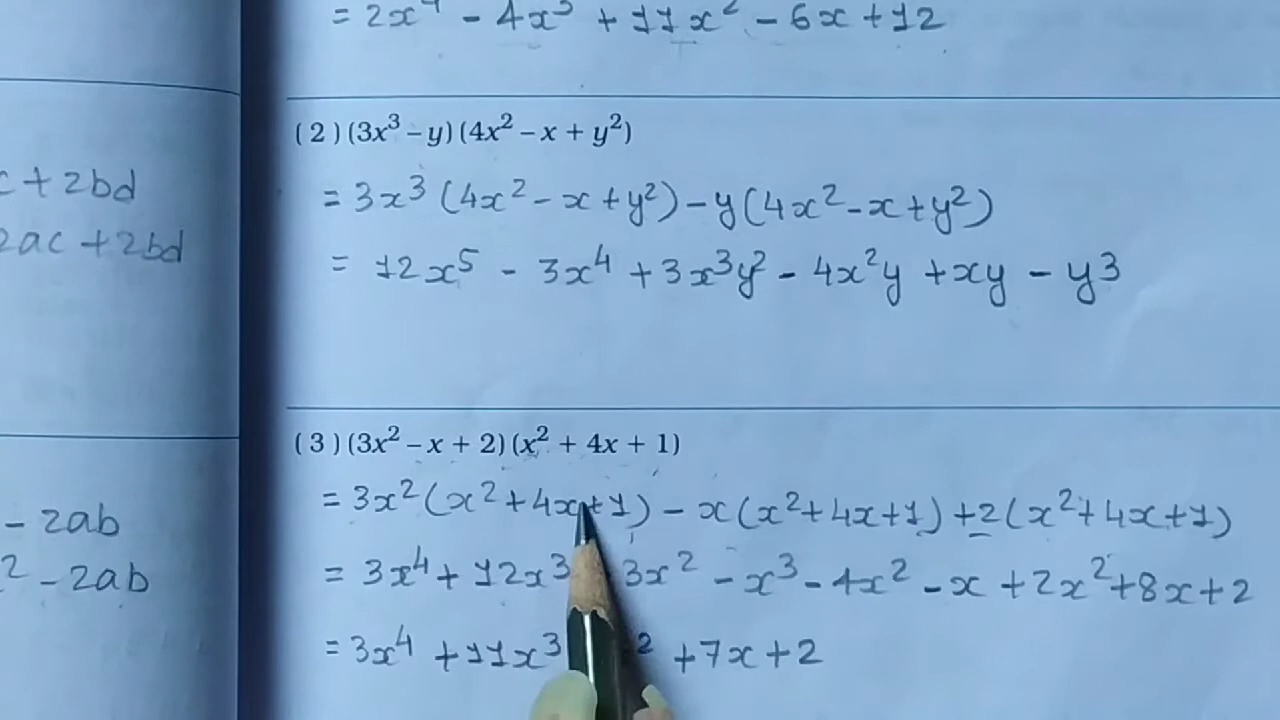 = 2x⁴ - 4x³ + 11x² - 6x + 12
(2) (3x³ – y) (4x² – x + y²)
= 3x³ (4x² - x + y²) - y (4x² - x + y²)
= 12x⁵ - 3x⁴ + 3x³y² - 4x²y + xy - y³
(3) (3x² – x + 2) (x² + 4x + 1)
= 3x² (x² + 4x + 1) - x (x² + 4x + 1) + 2 (x² + 4x + 1)
= 3x⁴ + 12x³ 3x² - x³ - 4x² - x + 2x² + 8x + 2
= 3x⁴ + 11x³ ² + 7x + 2
c + 2bd
2ac + 2bd
- 2ab
² - 2ab